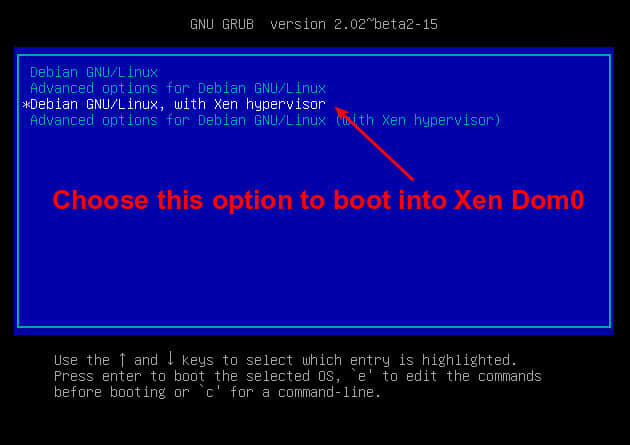 GNU GRUB  version 2.02~beta2-15
Debian GNU/Linux
Advanced options for Debian GNU/Linux
*Debian GNU/Linux, with Xen hypervisor
Advanced options for Debian GNU/Linux (with Xen hypervisor)
Choose this option to boot into Xen Dom0
Use the ↑ and ↓ keys to select which entry is highlighted.
Press enter to boot the selected OS, `e' to edit the commands
before booting or `c' for a command-line.